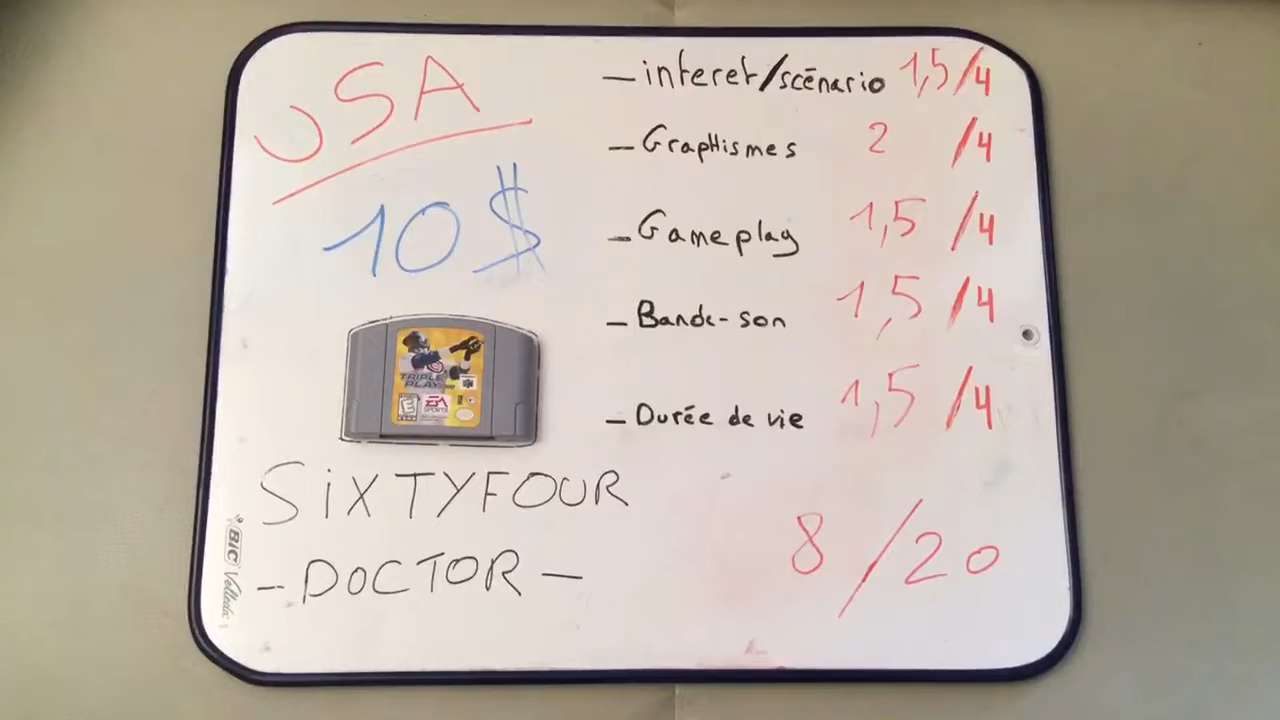 USA
10 $
TRIPLE
PLAY
E
EA
SPORTS
SiXTYFOUR
- DOCTOR -
BIC Velleda
- interet/scénario 1,5/4
- Graphismes 2 /4
- Gameplay 1,5 /4
- Bande-son 1,5 /4
- Durée de vie 1,5 /4
8/20